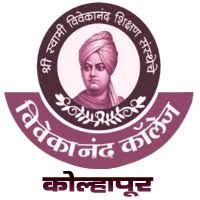 श्री स्वामी विवेकानंद शिक्षण संस्थेचे
विवेकानंद कॉलेज
कोल्हापूर